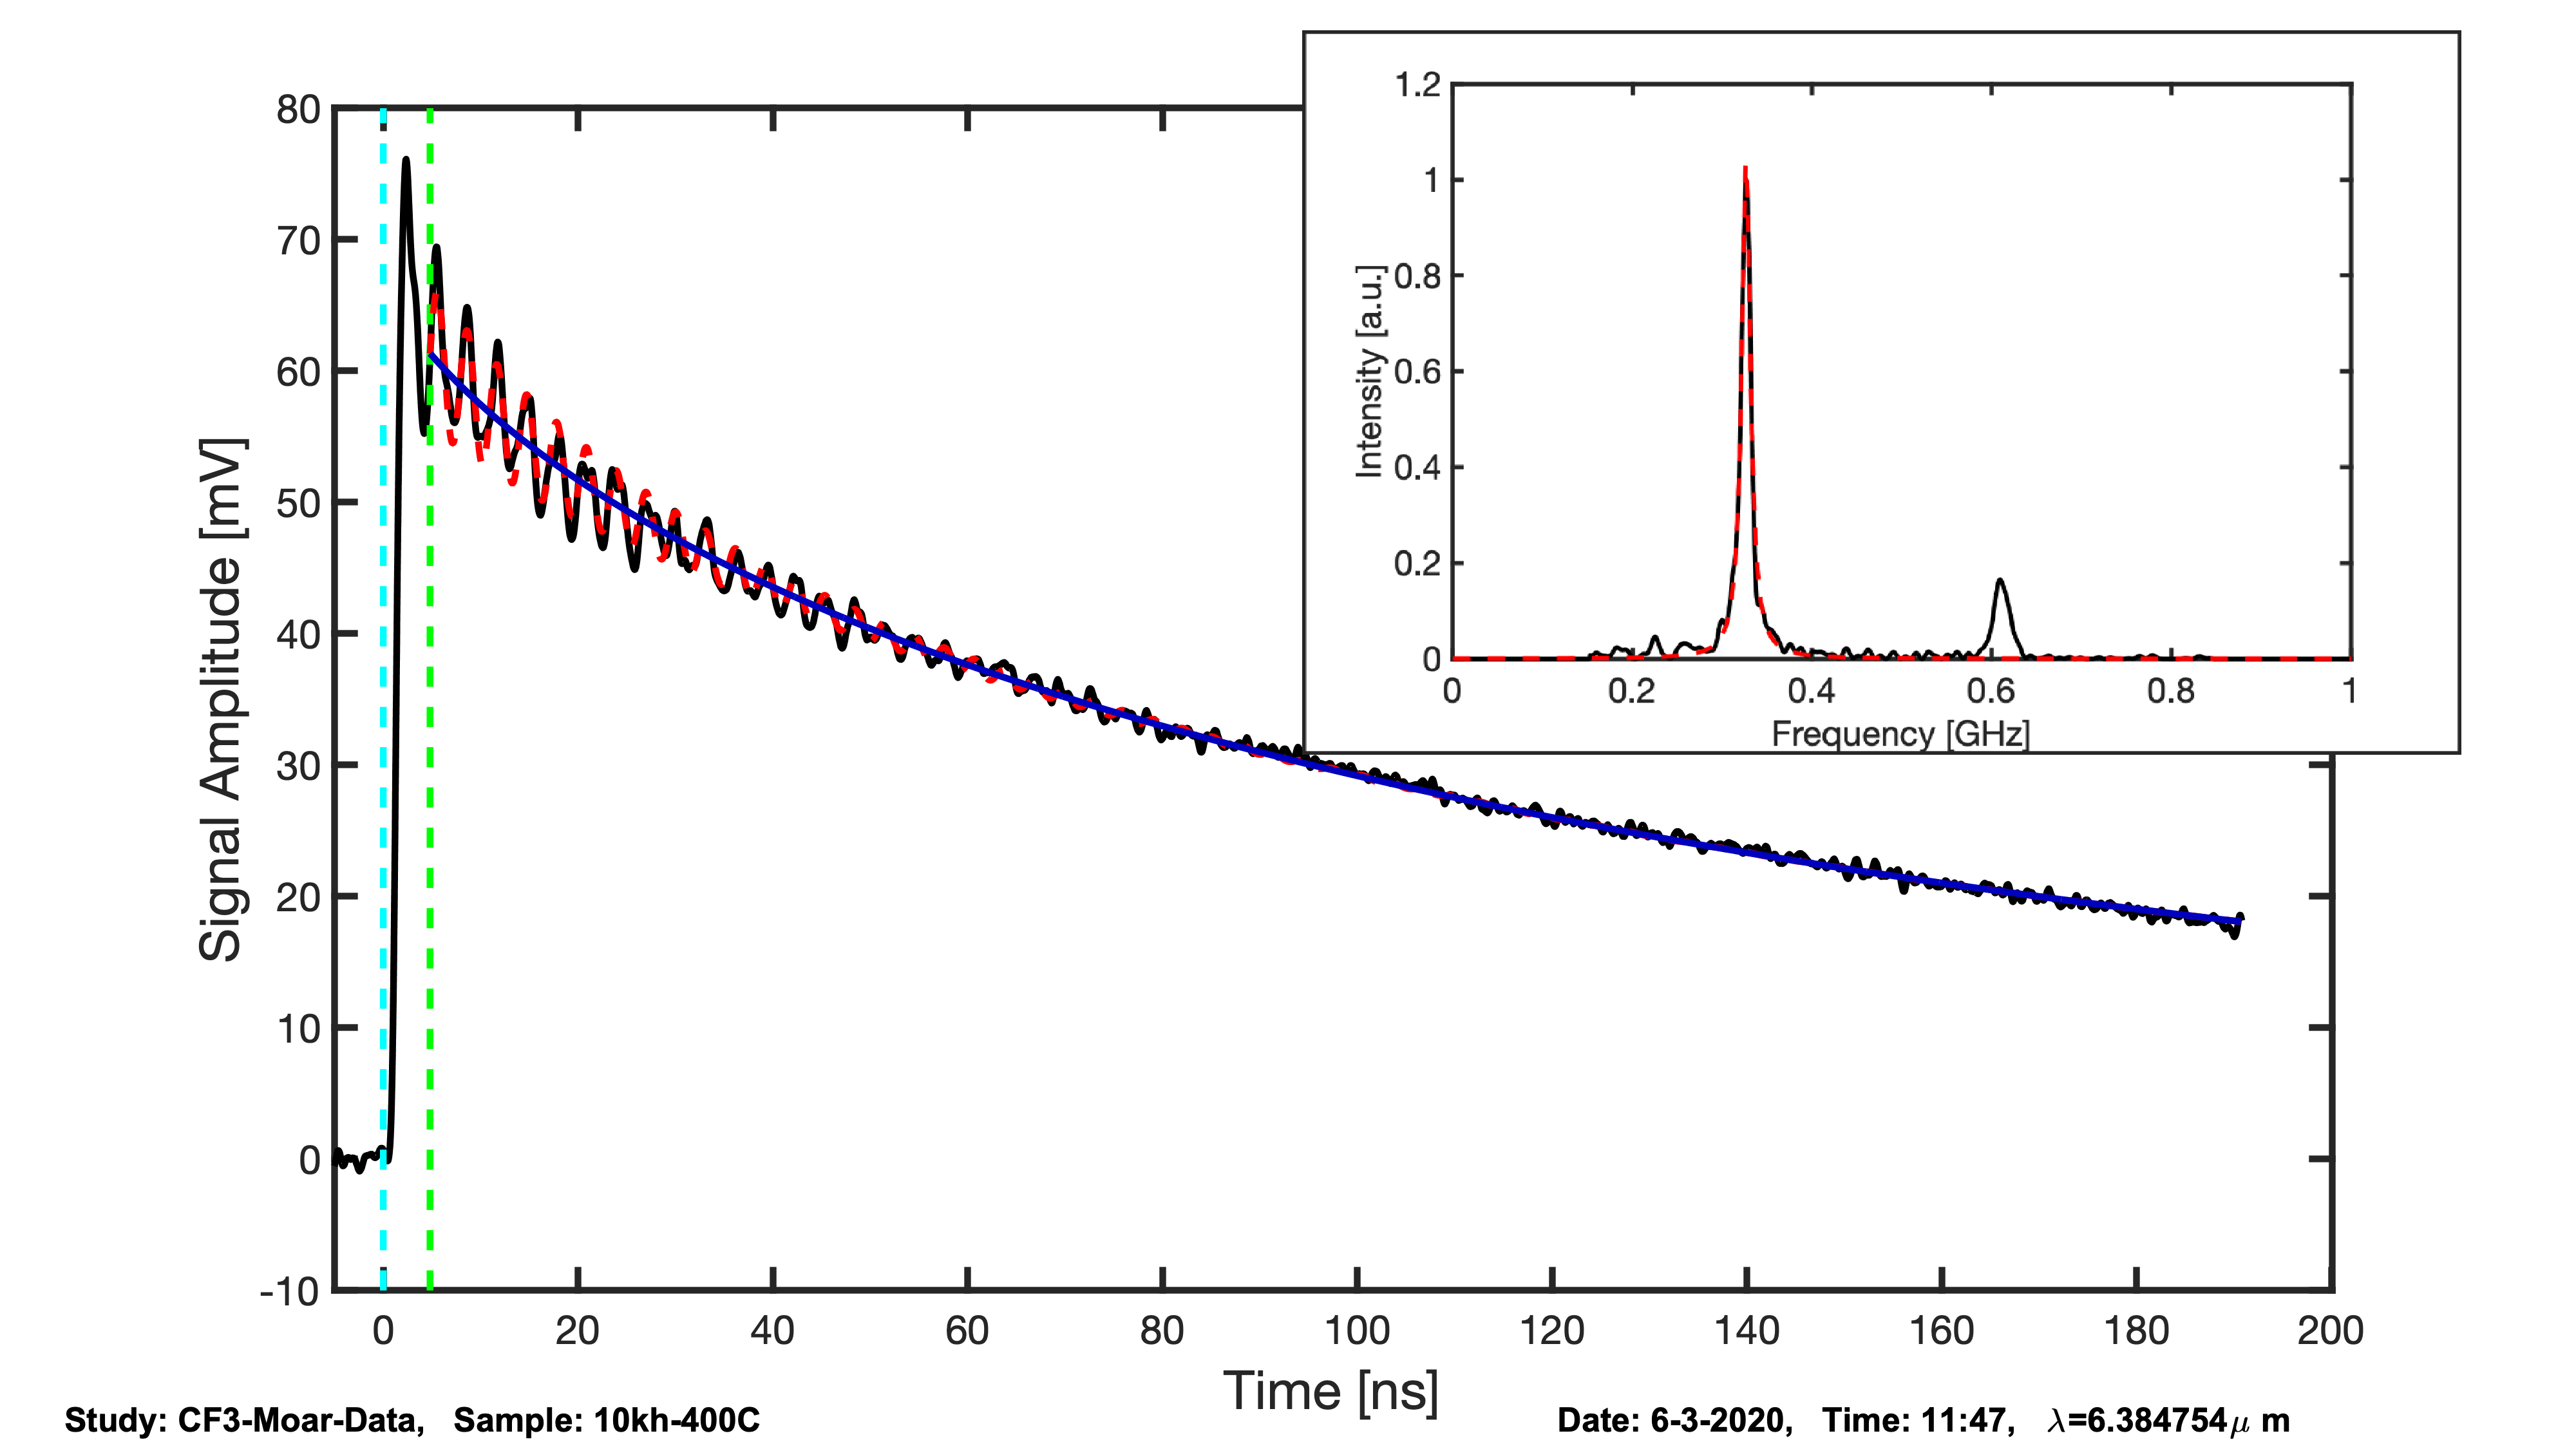 80
70
60
50
40
30
20
10
0
-10
Signal Amplitude [mV]
0 20 40 60 80 100 120 140 160 180 200
Time [ns]
1.2
1
0.8
0.6
0.4
0.2
0
Intensity [a.u.]
0 0.2 0.4 0.6 0.8 1
Frequency [GHz]
Study: CF3-Moar-Data, Sample: 10kh-400C
Date: 6-3-2020, Time: 11:47, λ=6.384754μ m